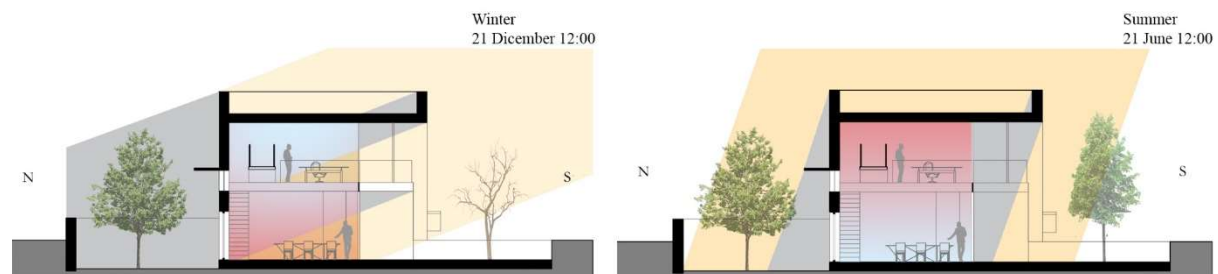 Winter
21 Dicember 12:00
N
S
Summer
21 June 12:00
N
S